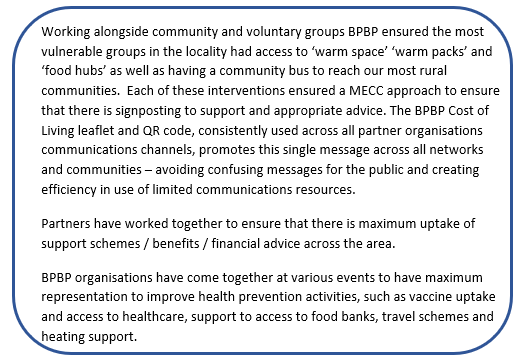 Working alongside community and voluntary groups BPBP ensured the most
vulnerable groups in the locality had access to ‘warm space’ ‘warm packs’ and
‘food hubs’ as well as having a community bus to reach our most rural
communities.  Each of these interventions ensured a MECC approach to ensure
that there is signposting to support and appropriate advice. The BPBP Cost of
Living leaflet and QR code, consistently used across all partner organisations
communications channels, promotes this single message across all networks
and communities – avoiding confusing messages for the public and creating
efficiency in use of limited communications resources.
Partners have worked together to ensure that there is maximum uptake of
support schemes / benefits / financial advice across the area.
BPBP organisations have come together at various events to have maximum
representation to improve health prevention activities, such as vaccine uptake
and access to healthcare, support to access to food banks, travel schemes and
heating support.